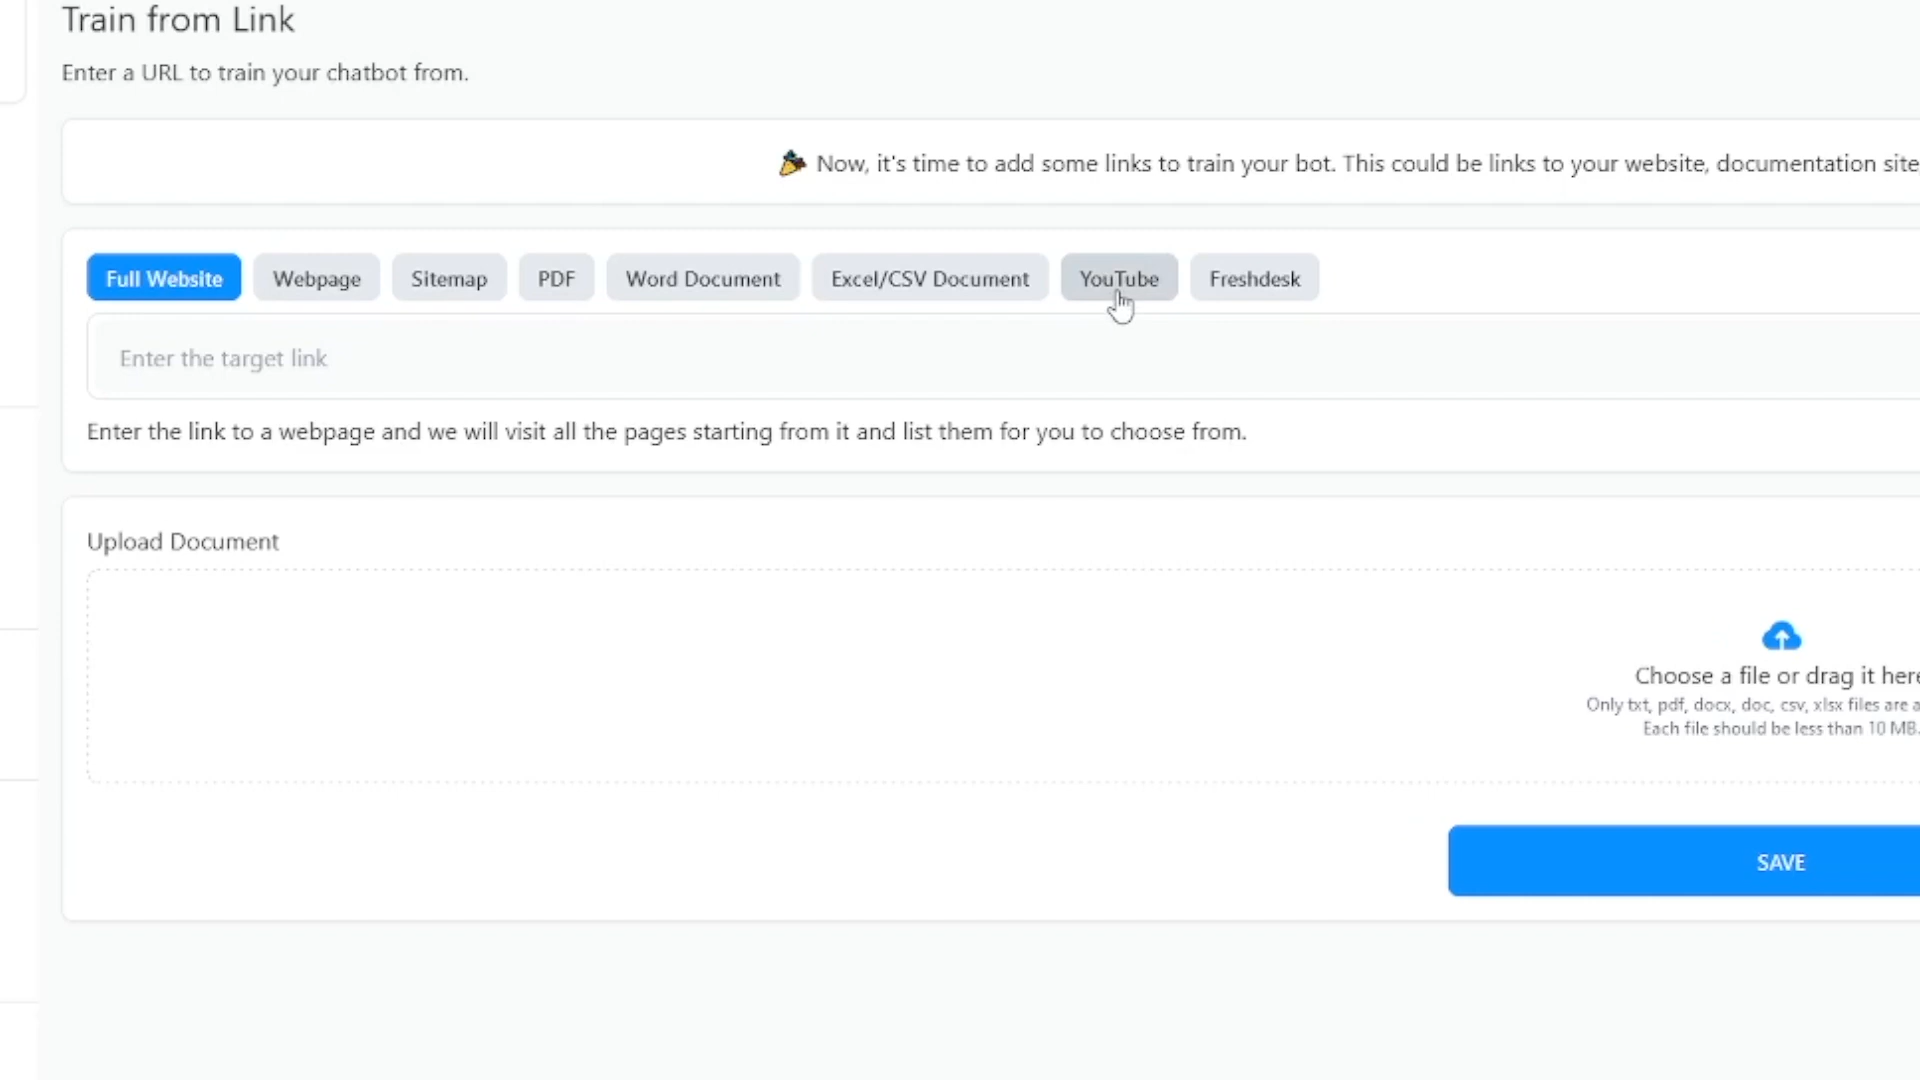 Train from Link
Enter a URL to train your chatbot from.
Now, it's time to add some links to train your bot. This could be links to your website, documentation site,
Full Website Webpage Sitemap PDF Word Document Excel/CSV Document YouTube Freshdesk
Enter the target link
Enter the link to a webpage and we will visit all the pages starting from it and list them for you to choose from.
Upload Document
Choose a file or drag it here
Only txt, pdf, docx, doc, csv, xlsx files are
Each file should be less than 10 MB.
SAVE